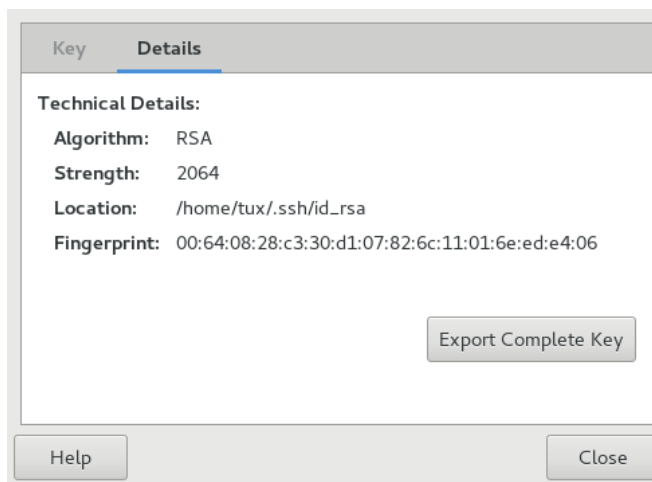 Key Details
Technical Details:
Algorithm: RSA
Strength: 2064
Location: /home/tux/.ssh/id_rsa
Fingerprint: 00:64:08:28:c3:30:d1:07:82:6c:11:01:6e:ed:e4:06
Export Complete Key
Help Close